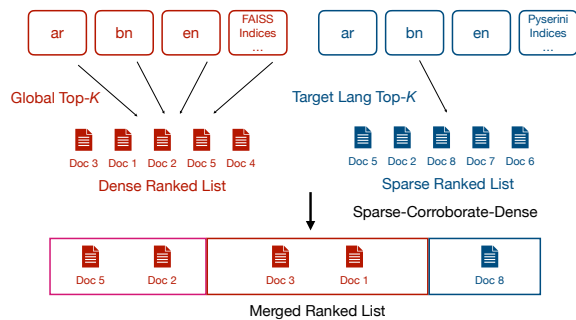 ar bn en FAISS Indices ...
ar bn en Pyserini Indices ...
Global Top-K
Target Lang Top-K
Doc 3 Doc 1 Doc 2 Doc 5 Doc 4
Doc 5 Doc 2 Doc 8 Doc 7 Doc 6
Dense Ranked List
Sparse Ranked List
Sparse-Corroborate-Dense
Doc 5 Doc 2 Doc 3 Doc 1 Doc 8
Merged Ranked List